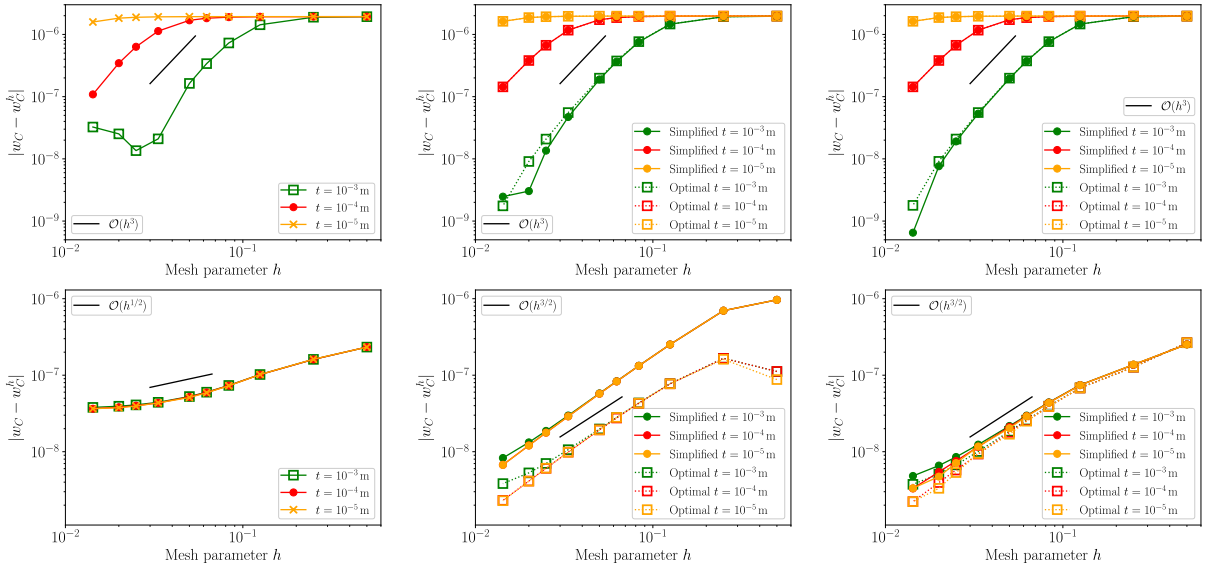 |w_C − w_C^h|
10^{-6}
10^{-7}
10^{-8}
10^{-9}
O(h^3)
t = 10^{-3} m
t = 10^{-4} m
t = 10^{-5} m
10^{-2}
10^{-1}
Mesh parameter h
|w_C − w_C^h|
10^{-6}
10^{-7}
10^{-8}
10^{-9}
O(h^3)
Simplified t = 10^{-3} m
Simplified t = 10^{-4} m
Simplified t = 10^{-5} m
Optimal t = 10^{-3} m
Optimal t = 10^{-4} m
Optimal t = 10^{-5} m
10^{-2}
10^{-1}
Mesh parameter h
|w_C − w_C^h|
10^{-6}
10^{-7}
10^{-8}
10^{-9}
O(h^3)
Simplified t = 10^{-3} m
Simplified t = 10^{-4} m
Simplified t = 10^{-5} m
Optimal t = 10^{-3} m
Optimal t = 10^{-4} m
Optimal t = 10^{-5} m
10^{-2}
10^{-1}
Mesh parameter h
|w_C − w_C^h|
10^{-6}
10^{-7}
10^{-8}
O(h^{1/2})
t = 10^{-3} m
t = 10^{-4} m
t = 10^{-5} m
10^{-2}
10^{-1}
Mesh parameter h
|w_C − w_C^h|
10^{-6}
10^{-7}
10^{-8}
O(h^{3/2})
Simplified t = 10^{-3} m
Simplified t = 10^{-4} m
Simplified t = 10^{-5} m
Optimal t = 10^{-3} m
Optimal t = 10^{-4} m
Optimal t = 10^{-5} m
10^{-2}
10^{-1}
Mesh parameter h
|w_C − w_C^h|
10^{-6}
10^{-7}
10^{-8}
O(h^{3/2})
Simplified t = 10^{-3} m
Simplified t = 10^{-4} m
Simplified t = 10^{-5} m
Optimal t = 10^{-3} m
Optimal t = 10^{-4} m
Optimal t = 10^{-5} m
10^{-2}
10^{-1}
Mesh parameter h